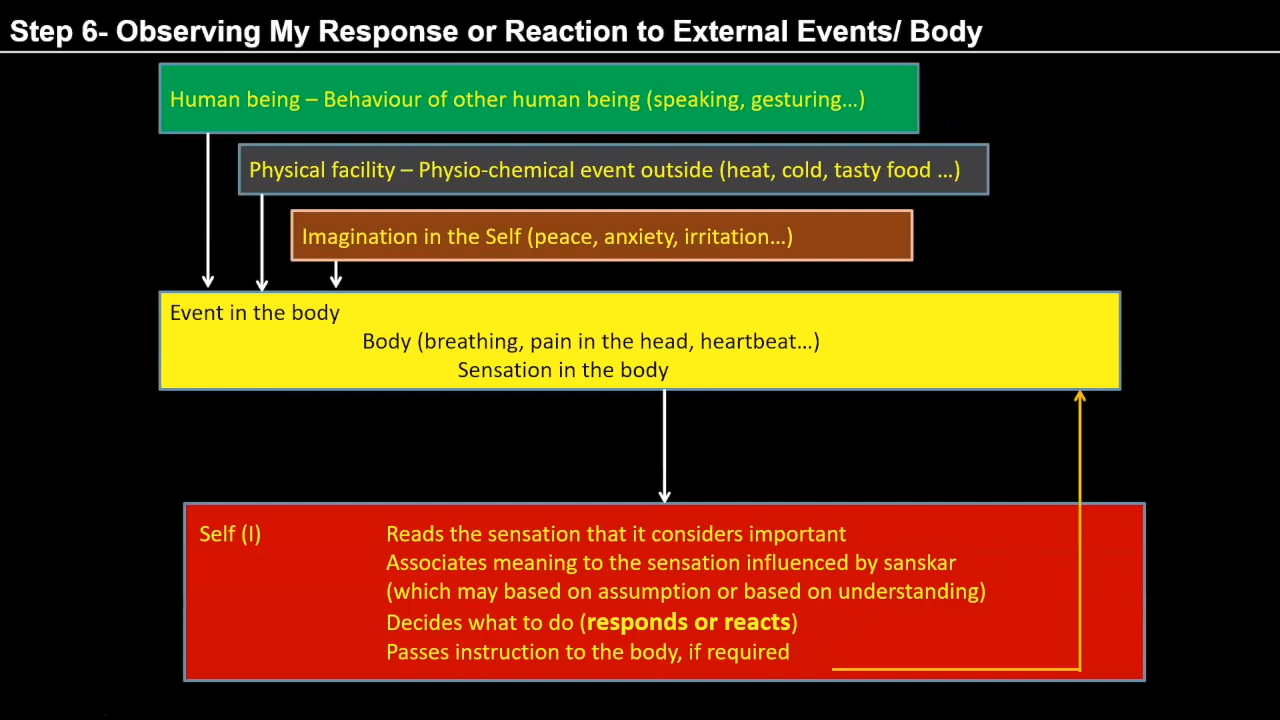 Step 6- Observing My Response or Reaction to External Events/ Body
Human being – Behaviour of other human being (speaking, gesturing…)
Physical facility – Physio-chemical event outside (heat, cold, tasty food …)
Imagination in the Self (peace, anxiety, irritation…)
Event in the body
Body (breathing, pain in the head, heartbeat…)
Sensation in the body
Self (I) Reads the sensation that it considers important
Associates meaning to the sensation influenced by sanskar
(which may based on assumption or based on understanding)
Decides what to do (responds or reacts)
Passes instruction to the body, if required